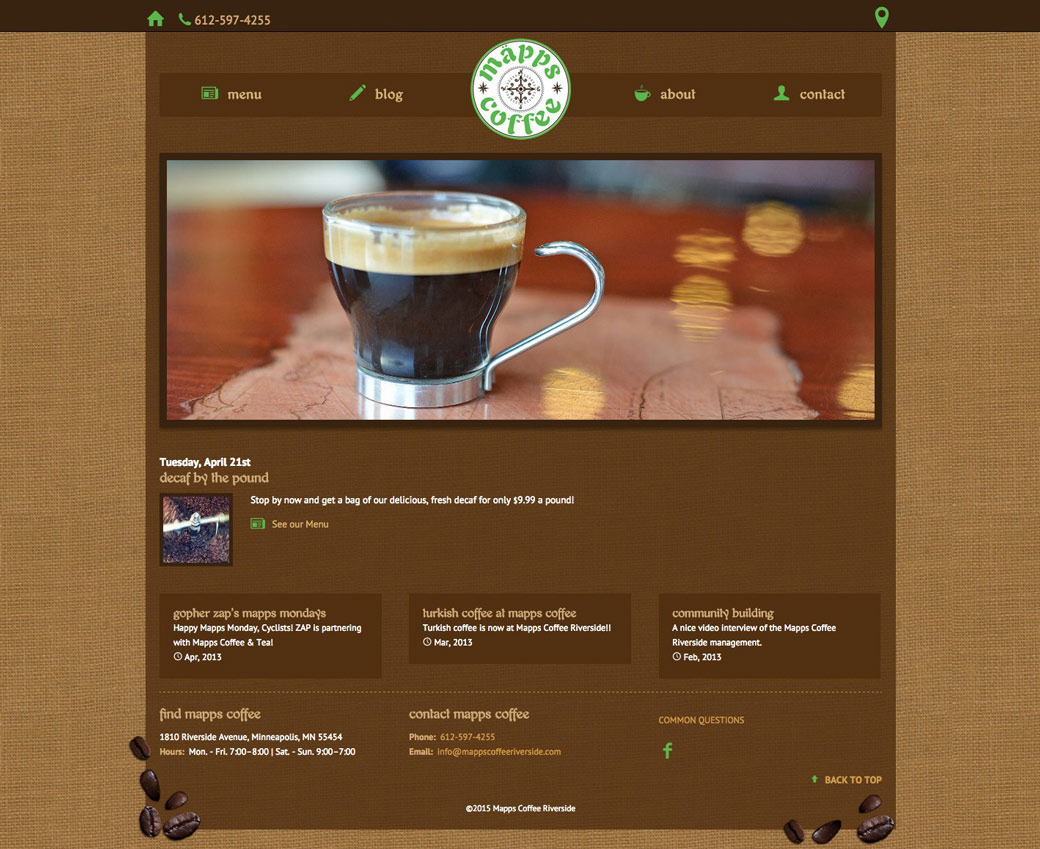 612-597-4255
mäpps
coffee
menu
blog
about
contact
Tuesday, April 21st
decaf by the pound
Stop by now and get a bag of our delicious, fresh decaf for only $9.99 a pound!
See our Menu
gopher zap's mapps mondays
Happy Mapps Monday, Cyclists! ZAP is partnering
with Mapps Coffee & Tea!
Apr, 2013
turkish coffee at mapps coffee
Turkish coffee is now at Mapps Coffee Riverside!!
Mar, 2013
community building
A nice video interview of the Mapps Coffee
Riverside management.
Feb, 2013
find mapps coffee
1810 Riverside Avenue, Minneapolis, MN 55454
Hours: Mon. - Fri. 7:00–8:00 | Sat. - Sun. 9:00–7:00
contact mapps coffee
Phone: 612-597-4255
Email: info@mappscoffeeriverside.com
COMMON QUESTIONS
BACK TO TOP
©2015 Mapps Coffee Riverside